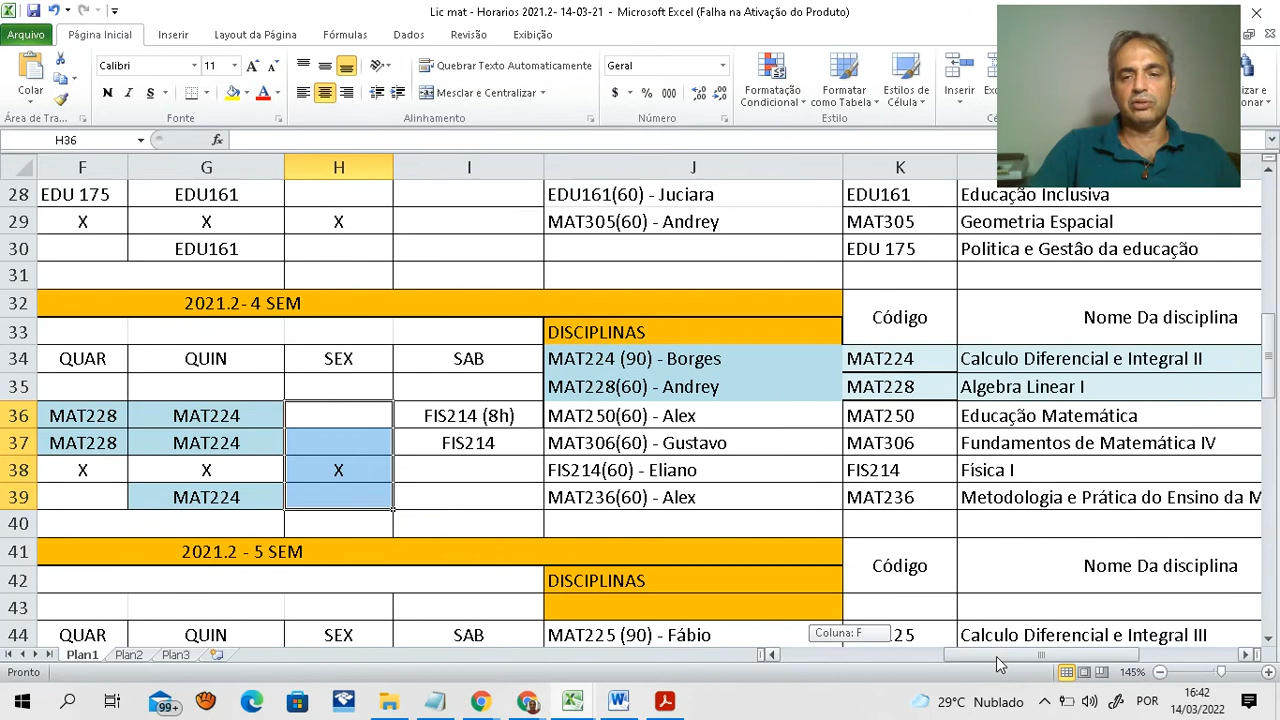 Lic mat - Horarios 2021.2- 14-03-21 - Microsoft Excel (Falha na Ativação do Produto)
Arquivo Página Inicial Inserir Layout da Página Fórmulas Dados Revisão Exibição
Colar
Calibri 11
N I S
Quebrar Texto Automaticamente
Mesclar e Centralizar
Geral
$ % 000
Formatação Condicional
Formatar como Tabela
Estilos de Célula
Inserir
Área de Tra... Fonte Alinhamento Número Estilo
H36 fx
F G H I J K
28 EDU 175 EDU161 EDU161(60) - Juciara EDU161 Educação Inclusiva
29 X X X MAT305(60) - Andrey MAT305 Geometria Espacial
30 EDU161 EDU 175 Politica e Gestâo da educação
31
32 2021.2- 4 SEM Código Nome Da disciplina
33 DISCIPLINAS
34 QUAR QUIN SEX SAB MAT224 (90) - Borges MAT224 Calculo Diferencial e Integral II
35 MAT228(60) - Andrey MAT228 Algebra Linear I
36 MAT228 MAT224 FIS214 (8h) MAT250(60) - Alex MAT250 Educação Matemática
37 MAT228 MAT224 FIS214 MAT306(60) - Gustavo MAT306 Fundamentos de Matemática IV
38 X X X FIS214(60) - Eliano FIS214 Fisica I
39 MAT224 MAT236(60) - Alex MAT236 Metodologia e Prática do Ensino da M
40
41 2021.2 - 5 SEM Código Nome Da disciplina
42 DISCIPLINAS
43
44 QUAR QUIN SEX SAB MAT225 (90) - Fábio Coluna: F 25 Calculo Diferencial e Integral III
Plan1 Plan2 Plan3
Pronto 145%
99+ 29°C Nublado POR 16:42
14/03/2022